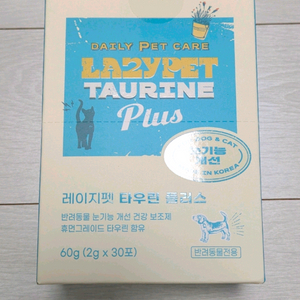 DAILY PET CARE
LAZYPET
TAURINE
Plus
DOG & CAT
눈기능
개선
IN KOREA
레이지펫 타우린 플러스
반려동물 눈기능 개선 건강 보조제
휴먼그레이드 타우린 함유
60g (2g x 30포)
반려동물전용